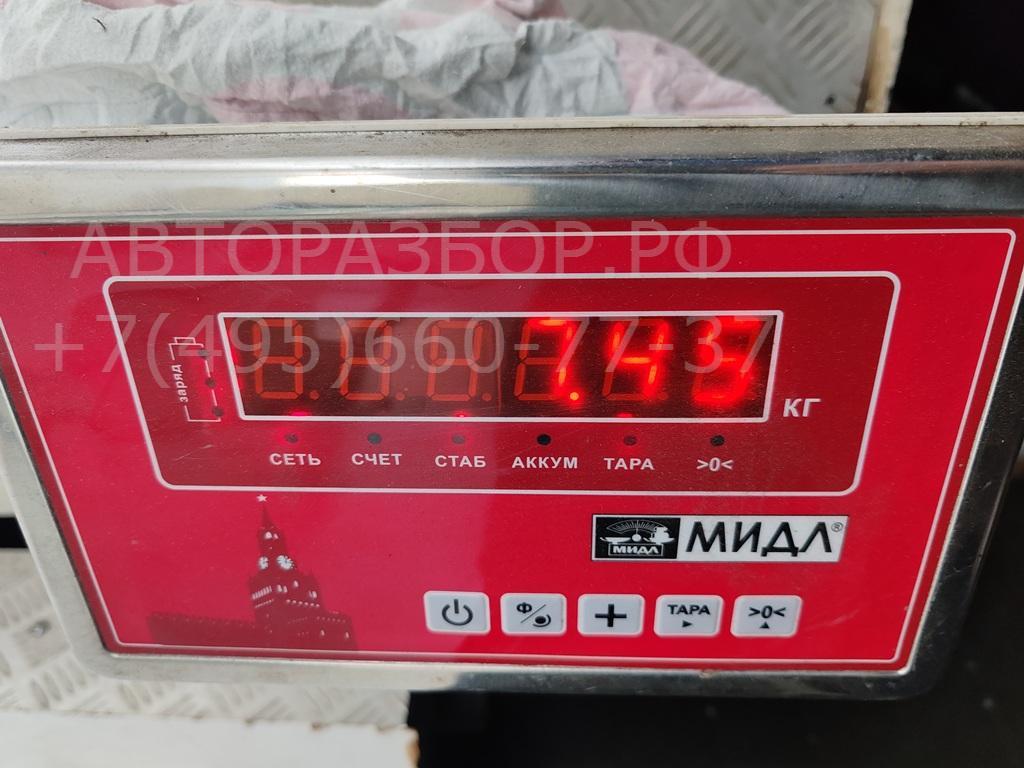 АВТОРАЗБОР.РФ
+7(495)660-77-37
заряд
КГ
СЕТЬ СЧЕТ СТАБ АККУМ ТАРА >0<
МИДЛ МИДЛ®
Ф ТАРА >0<